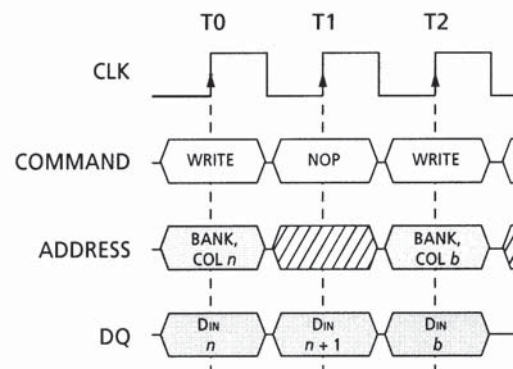 T0 T1 T2
CLK
COMMAND WRITE NOP WRITE
ADDRESS BANK, COL n BANK, COL b
DQ DIN n DIN n + 1 DIN b